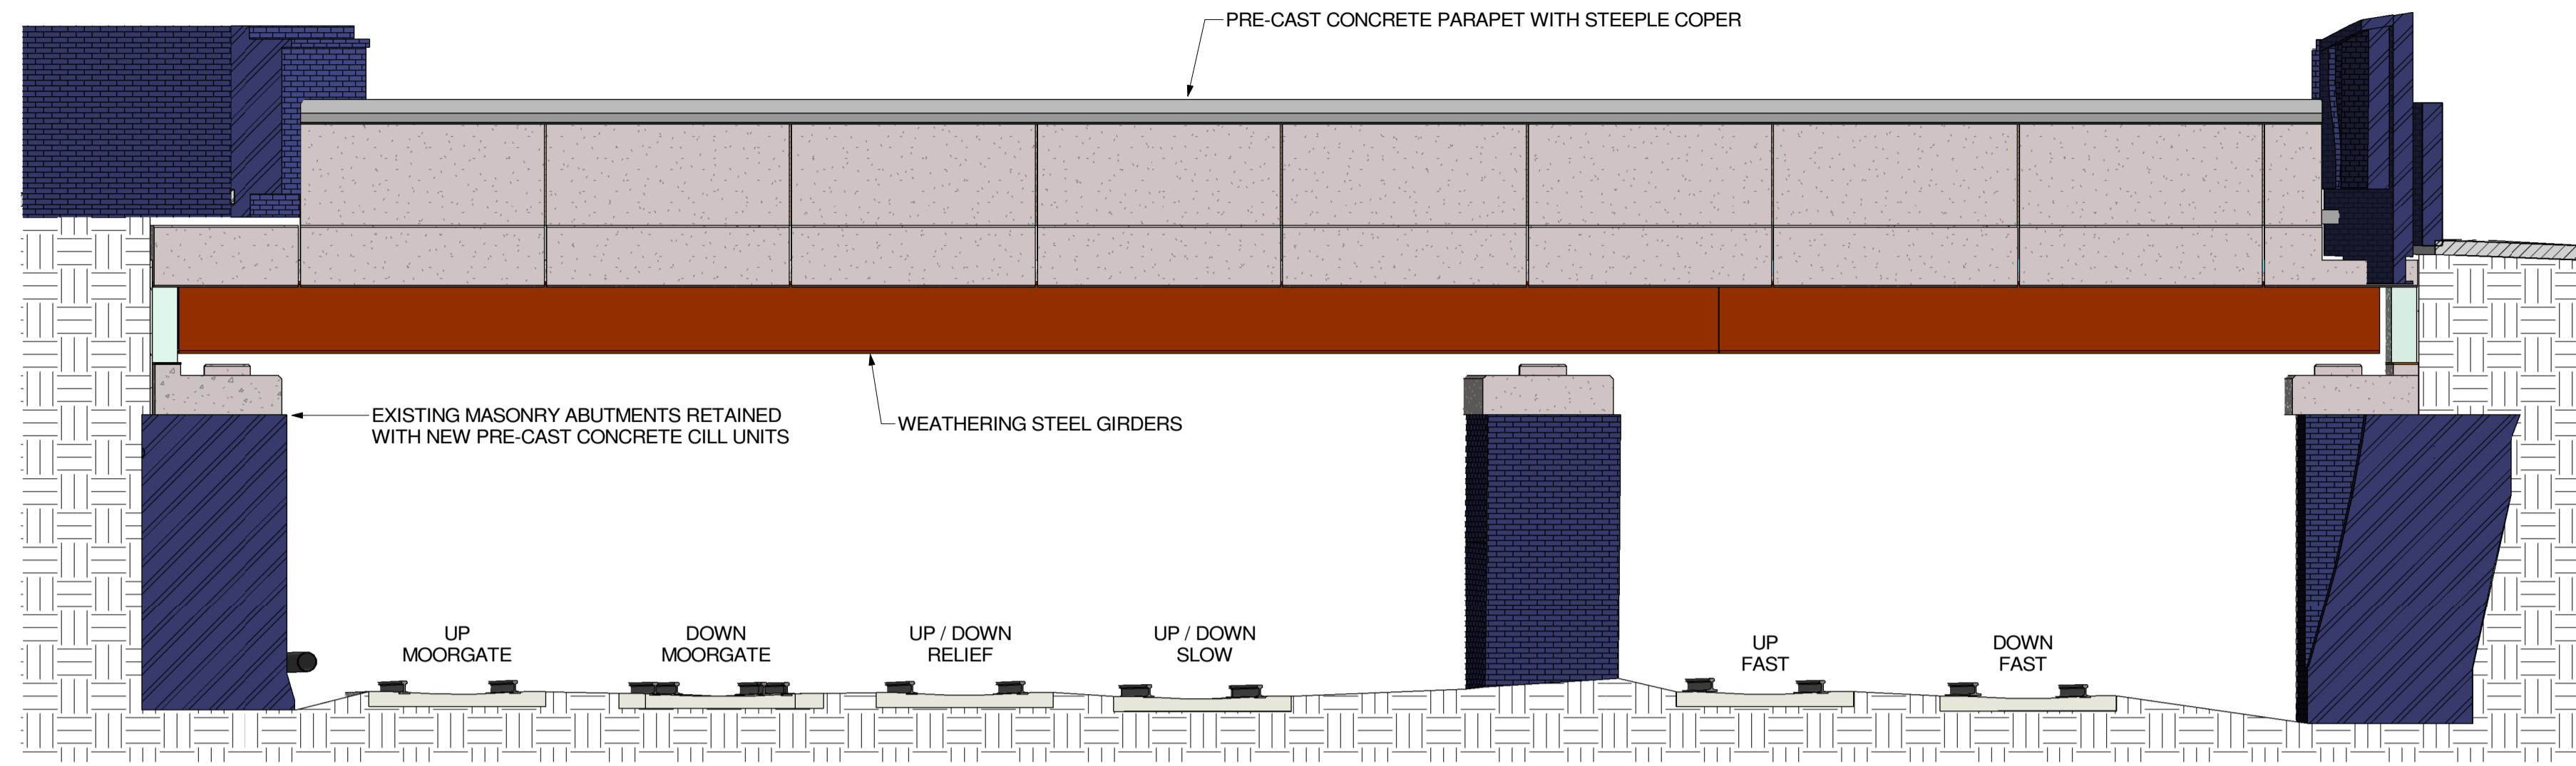 PRE-CAST CONCRETE PARAPET WITH STEEPLE COPER
EXISTING MASONRY ABUTMENTS RETAINED
WITH NEW PRE-CAST CONCRETE CILL UNITS
WEATHERING STEEL GIRDERS
UP
MOORGATE
DOWN
MOORGATE
UP / DOWN
RELIEF
UP / DOWN
SLOW
UP
FAST
DOWN
FAST